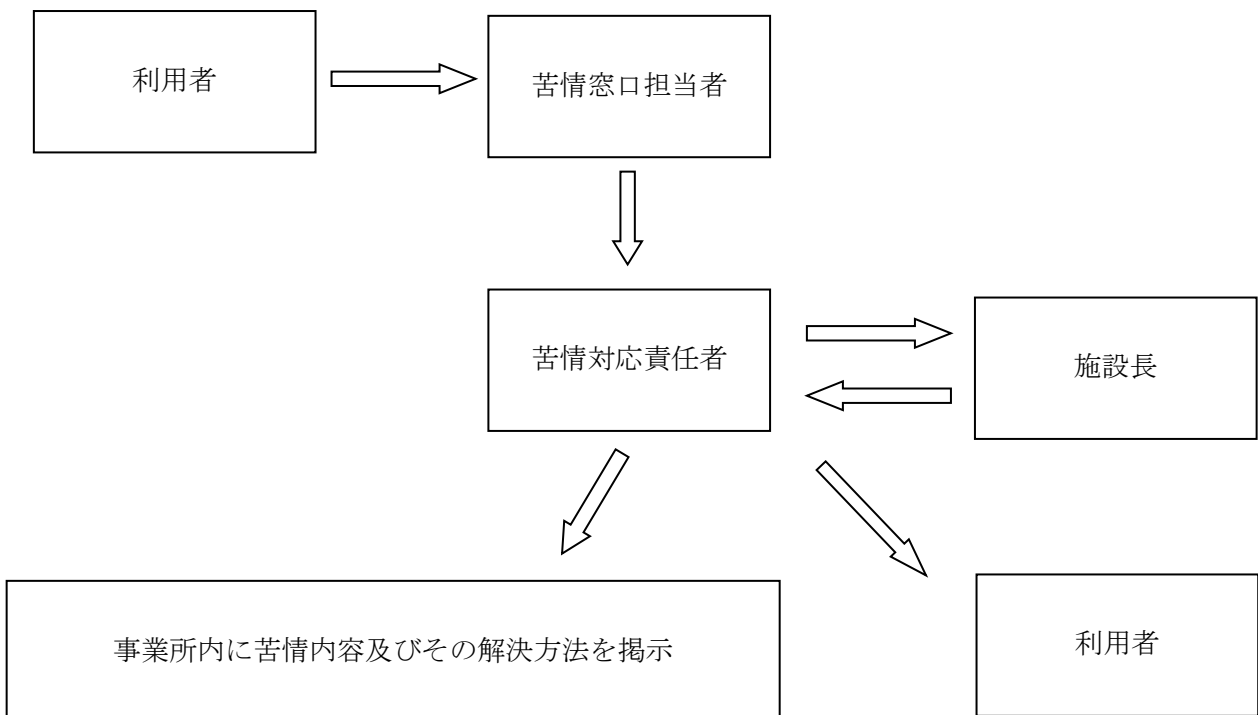 利用者
苦情窓口担当者
苦情対応責任者
施設長
事業所内に苦情内容及びその解決方法を掲示
利用者